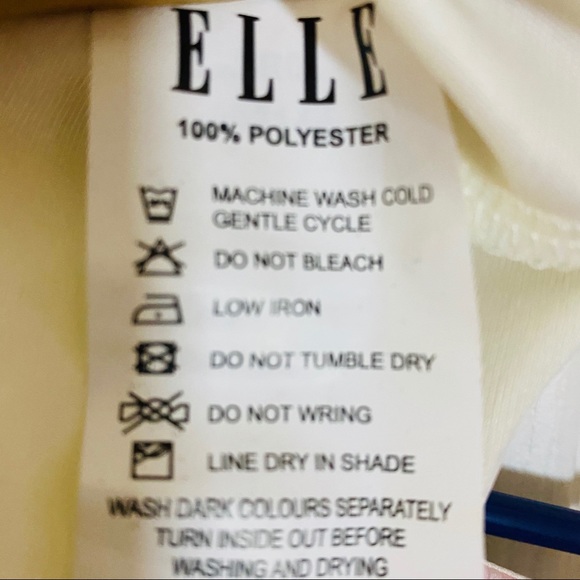 ELLE
100% POLYESTER
MACHINE WASH COLD
GENTLE CYCLE
DO NOT BLEACH
LOW IRON
DO NOT TUMBLE DRY
DO NOT WRING
LINE DRY IN SHADE
WASH DARK COLOURS SEPARATELY
TURN INSIDE OUT BEFORE
WASHING AND DRYING